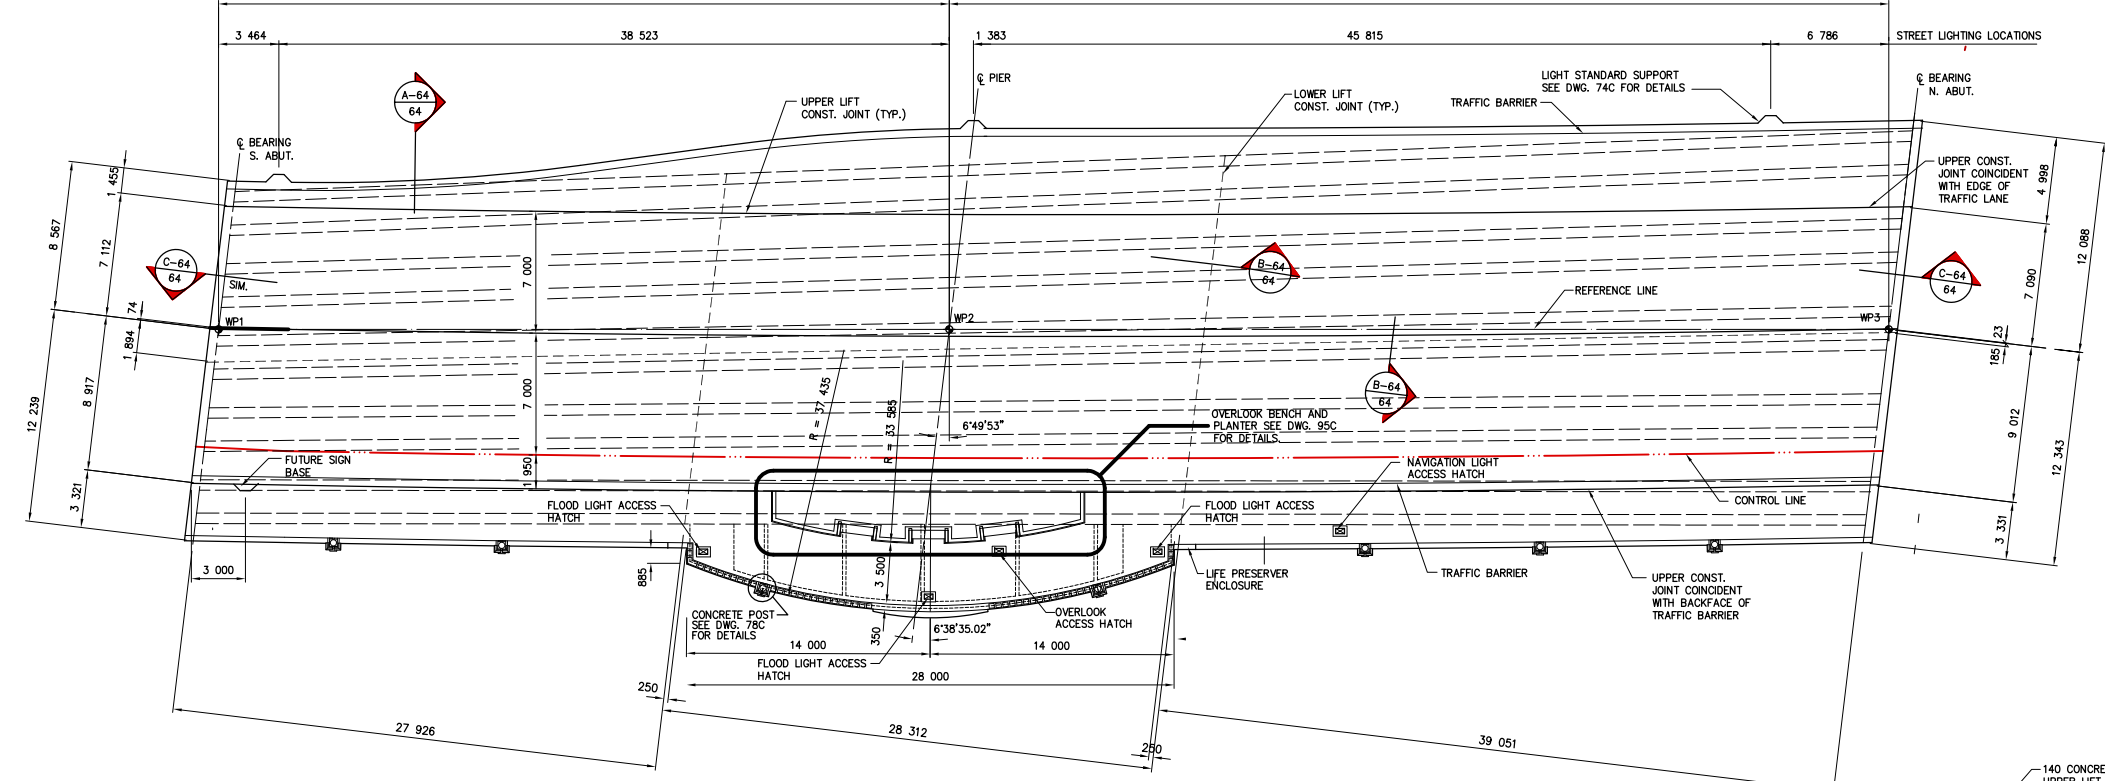 3 464
38 523
1 383
45 815
6 786
STREET LIGHTING LOCATIONS
A-64
64
UPPER LIFT
CONST. JOINT (TYP.)
℄ PIER
LOWER LIFT
CONST. JOINT (TYP.)
LIGHT STANDARD SUPPORT
SEE DWG. 74C FOR DETAILS
TRAFFIC BARRIER
℄ BEARING
N. ABUT.
℄ BEARING
S. ABUT.
UPPER CONST.
JOINT COINCIDENT
WITH EDGE OF
TRAFFIC LANE
1 455
8 567
7 112
4 998
12 088
7 090
C-64
64
SIM.
7 000
B-64
64
REFERENCE LINE
C-64
64
74
WP1
WP2
WP3
1 894
23
185
8 917
12 239
7 000
R = 37 435
R = 33 585
B-64
64
OVERLOOK BENCH AND
PLANTER SEE DWG. 95C
FOR DETAILS.
6°49'53"
9 012
12 343
FUTURE SIGN
BASE
1 950
NAVIGATION LIGHT
ACCESS HATCH
CONTROL LINE
3 321
FLOOD LIGHT ACCESS
HATCH
FLOOD LIGHT ACCESS
HATCH
3 331
3 000
885
3 500
LIFE PRESERVER
ENCLOSURE
TRAFFIC BARRIER
UPPER CONST.
JOINT COINCIDENT
WITH BACKFACE OF
TRAFFIC BARRIER
CONCRETE POST
SEE DWG. 78C
FOR DETAILS
350
6°38'35.02"
OVERLOOK
ACCESS HATCH
14 000
14 000
FLOOD LIGHT ACCESS
HATCH
28 000
250
27 926
28 312
250
39 051
140 CONCRE
UPPER LIFT